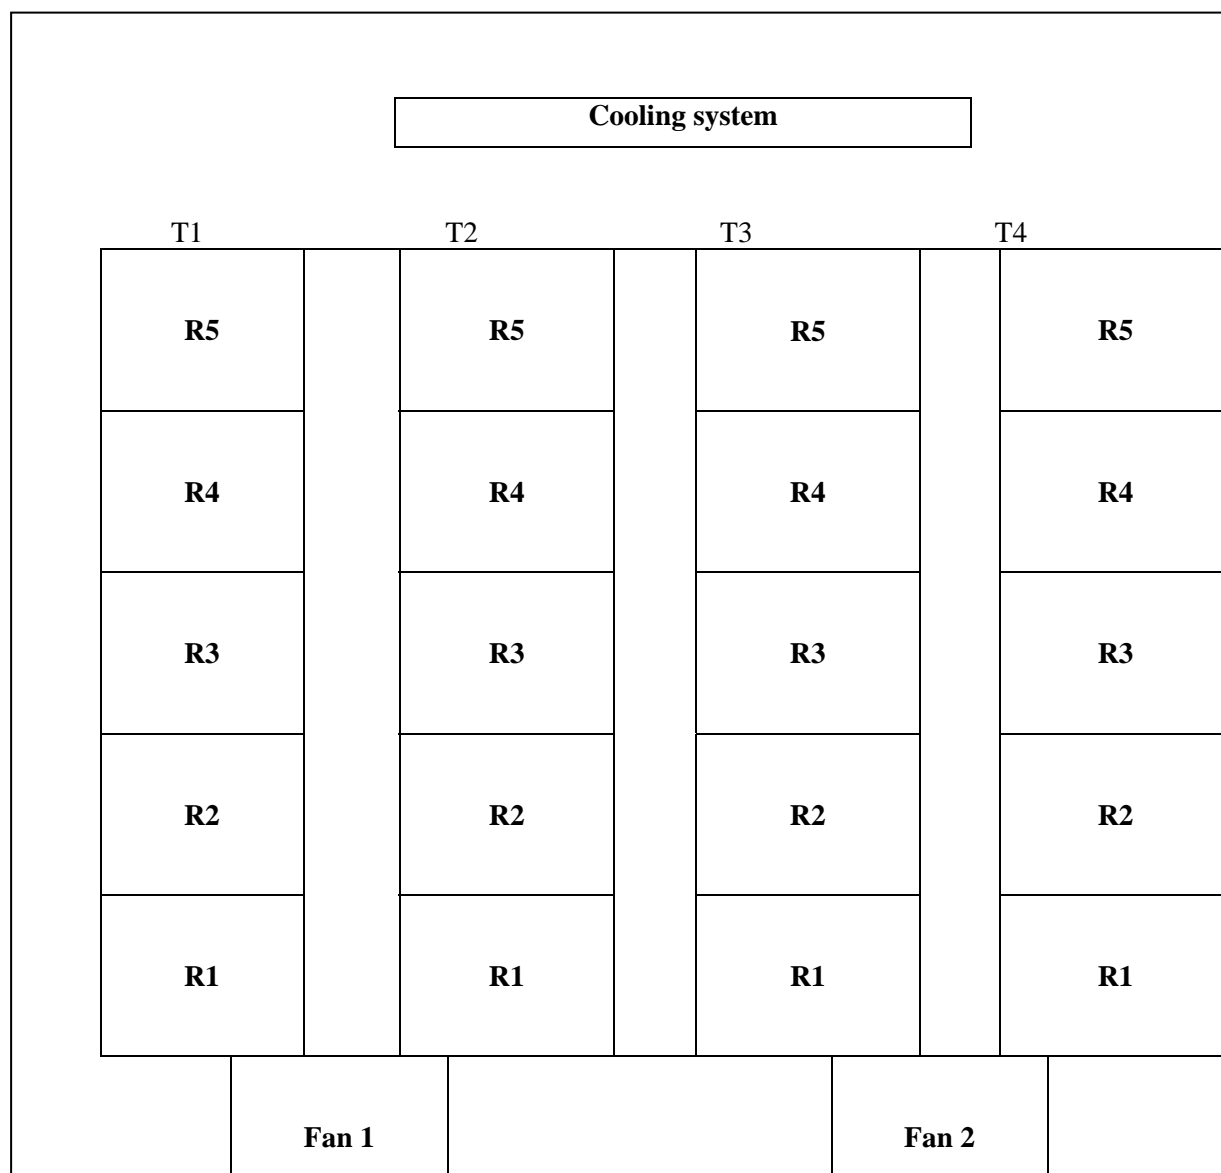 Cooling system
T1 T2 T3 T4
R5 R5 R5 R5
R4 R4 R4 R4
R3 R3 R3 R3
R2 R2 R2 R2
R1 R1 R1 R1
Fan 1 Fan 2